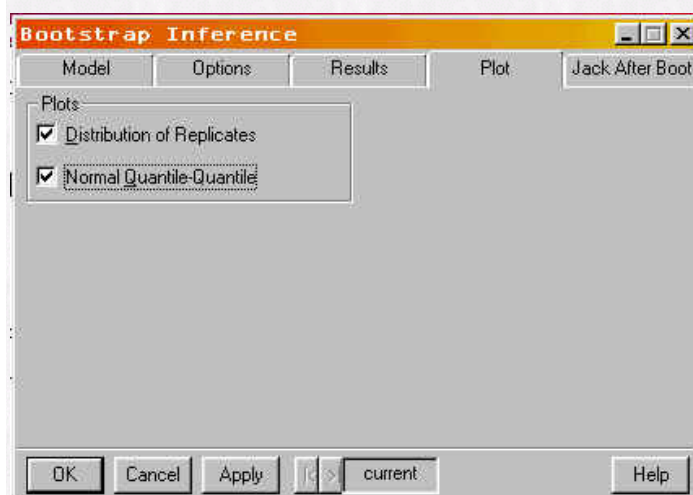 Bootstrap Inference
Model Options Results Plot Jack After Boot
Plots
Distribution of Replicates
Normal Quantile-Quantile
OK Cancel Apply |< > current Help